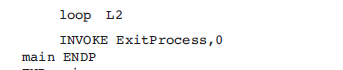 loop L2
INVOKE ExitProcess,0
main ENDP